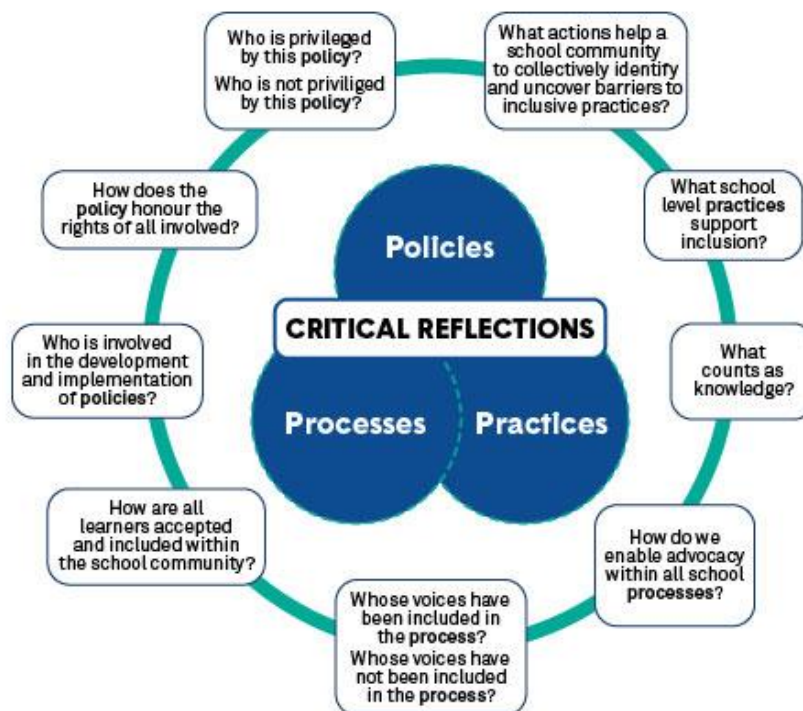 Who is privileged
by this policy?
Who is not priviliged
by this policy?
What actions help a
school community
to collectively identify
and uncover barriers to
inclusive practices?
How does the
policy honour the
rights of all involved?
What school
level practices
support
inclusion?
Policies
CRITICAL REFLECTIONS
Processes
Practices
Who is involved
in the development
and implementation
of policies?
What
counts as
knowledge?
How are all
learners accepted
and included within
the school community?
How do we
enable advocacy
within all school
processes?
Whose voices have
been included in
the process?
Whose voices have
not been included
in the process?